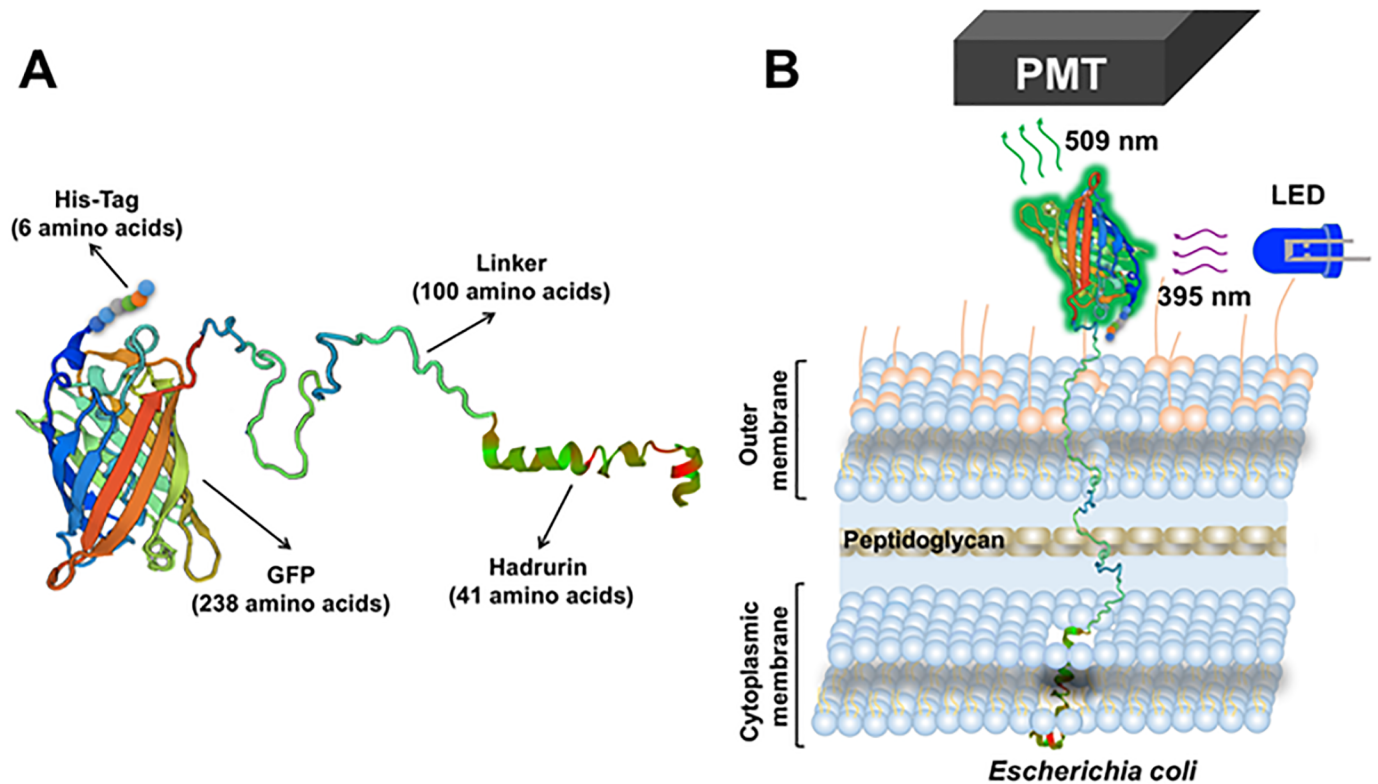 A
His-Tag
(6 amino acids)
Linker
(100 amino acids)
GFP
(238 amino acids)
Hadrurin
(41 amino acids)
B
PMT
509 nm
LED
395 nm
Outer
membrane
Peptidoglycan
Cytoplasmic
membrane
Escherichia coli